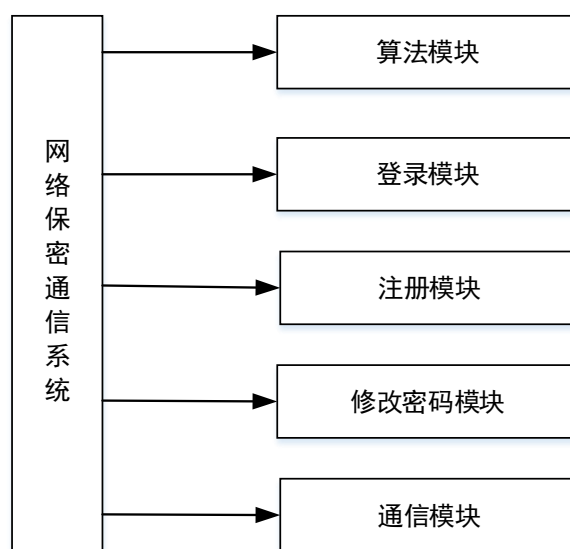 网络保密通信系统
算法模块
登录模块
注册模块
修改密码模块
通信模块